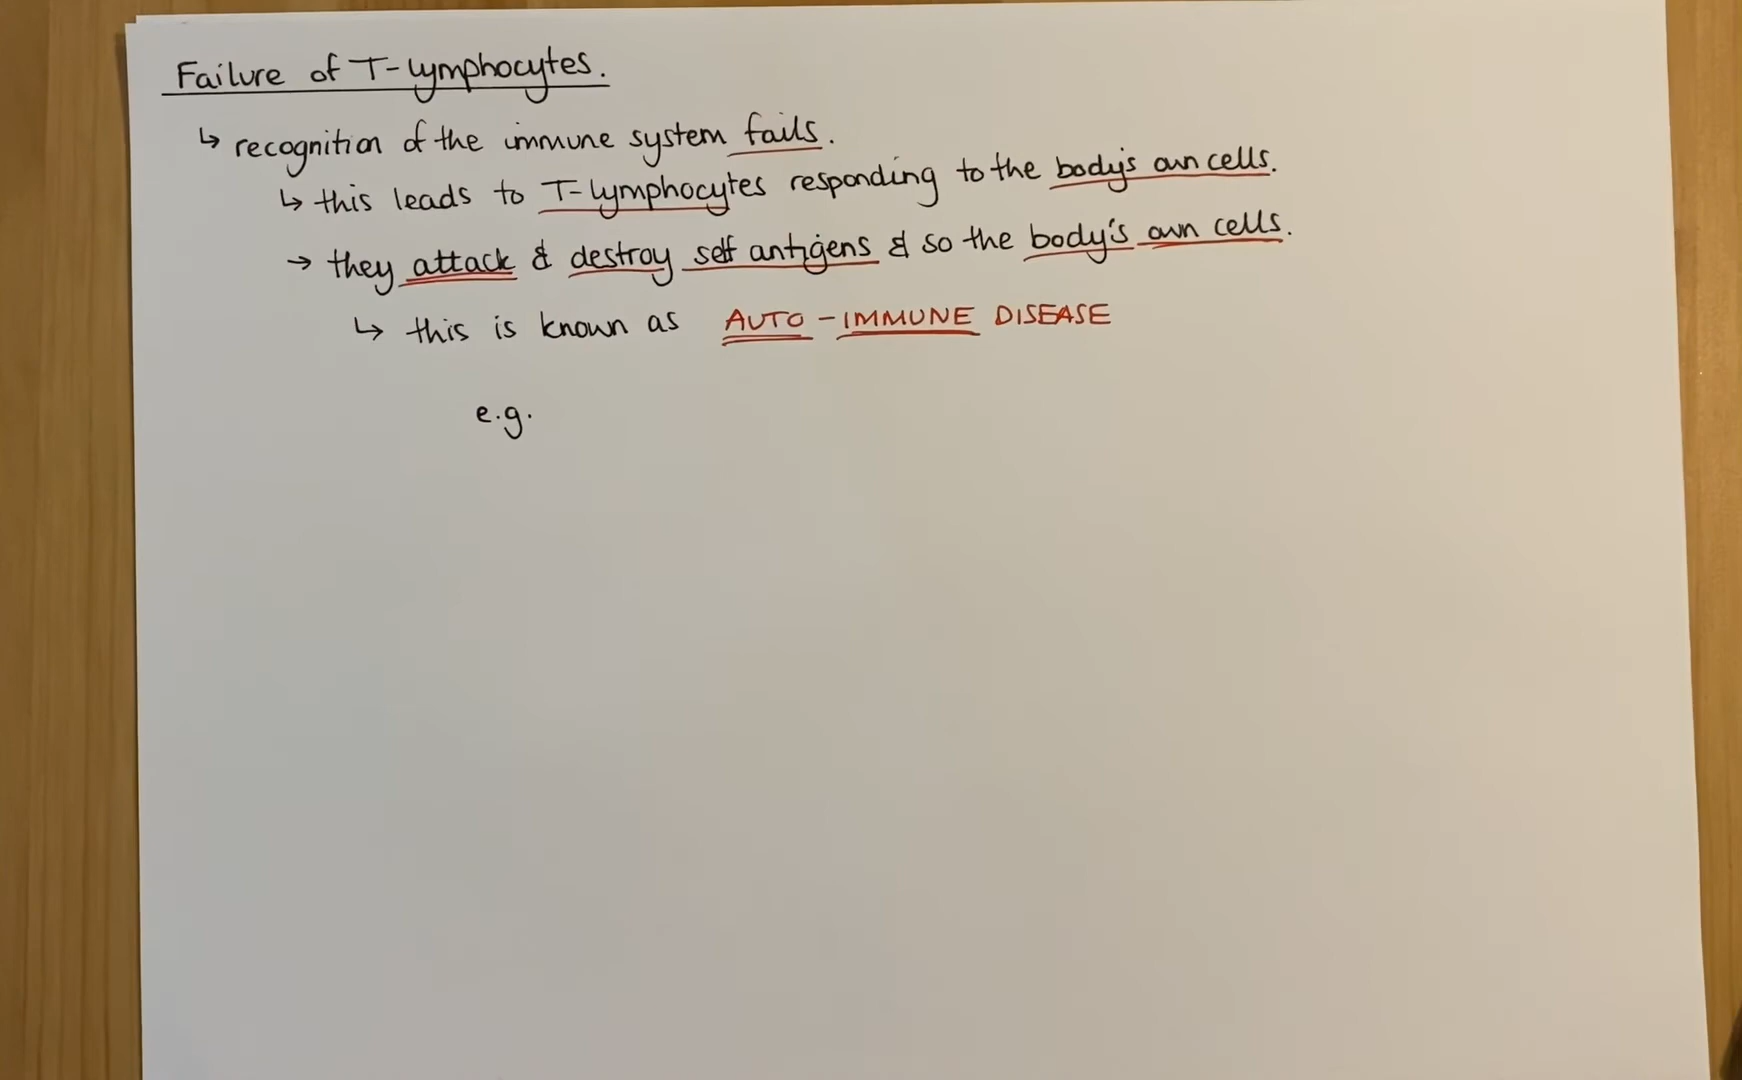 Failure of T-lymphocytes.
↳ recognition of the immune system fails.
↳ this leads to T-lymphocytes responding to the body's own cells.
→ they attack & destroy self antigens & so the body's own cells.
↳ this is known as AUTO-IMMUNE DISEASE
e.g.